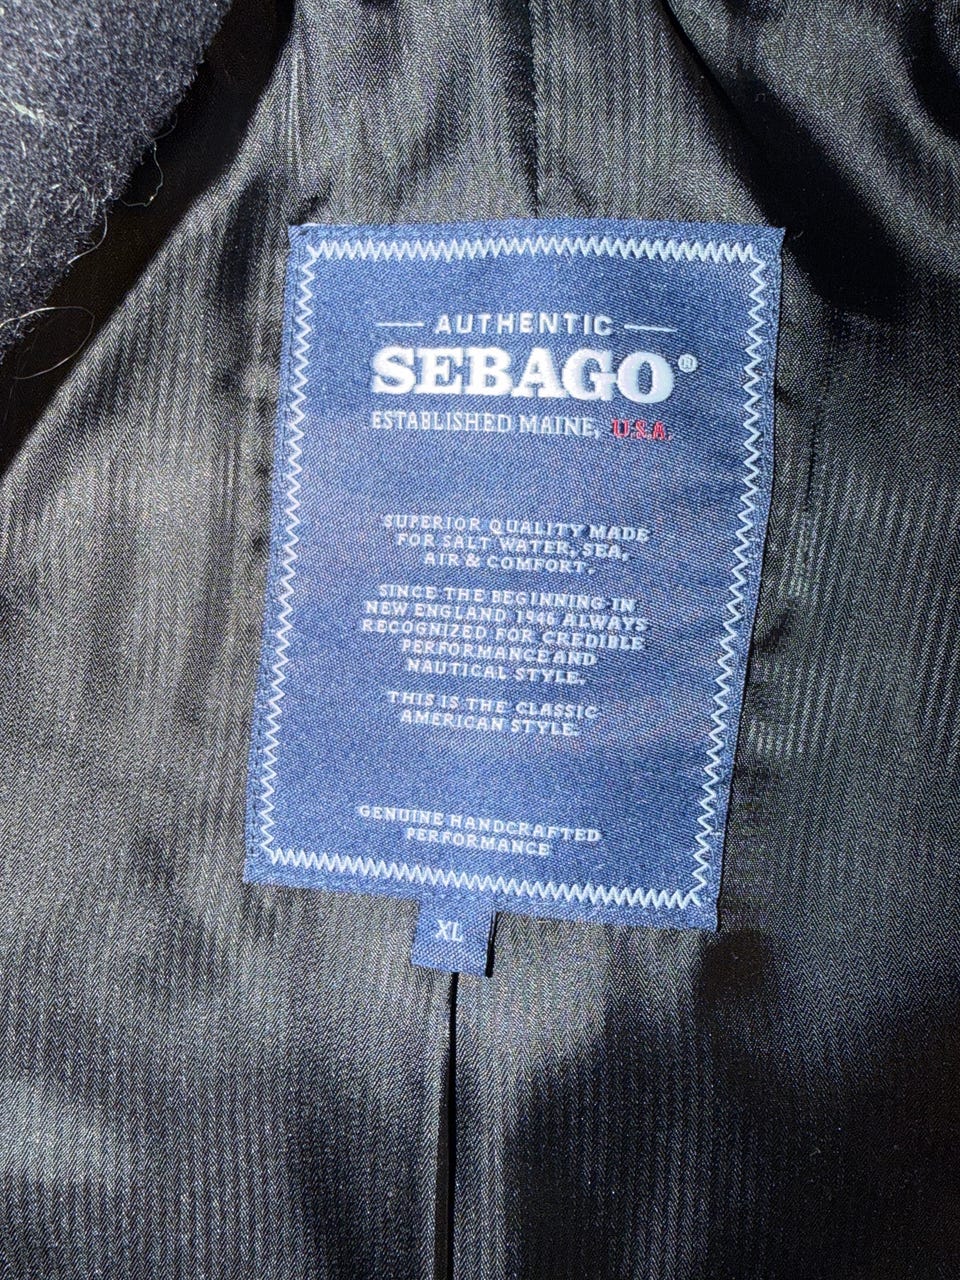 AUTHENTIC
SEBAGO®
ESTABLISHED MAINE, U.S.A.
SUPERIOR QUALITY MADE
FOR SALT WATER, SEA,
AIR & COMFORT.
SINCE THE BEGINNING IN
NEW ENGLAND 1946 ALWAYS
RECOGNIZED FOR CREDIBLE
PERFORMANCE AND
NAUTICAL STYLE.
THIS IS THE CLASSIC
AMERICAN STYLE.
GENUINE HANDCRAFTED
PERFORMANCE
XL